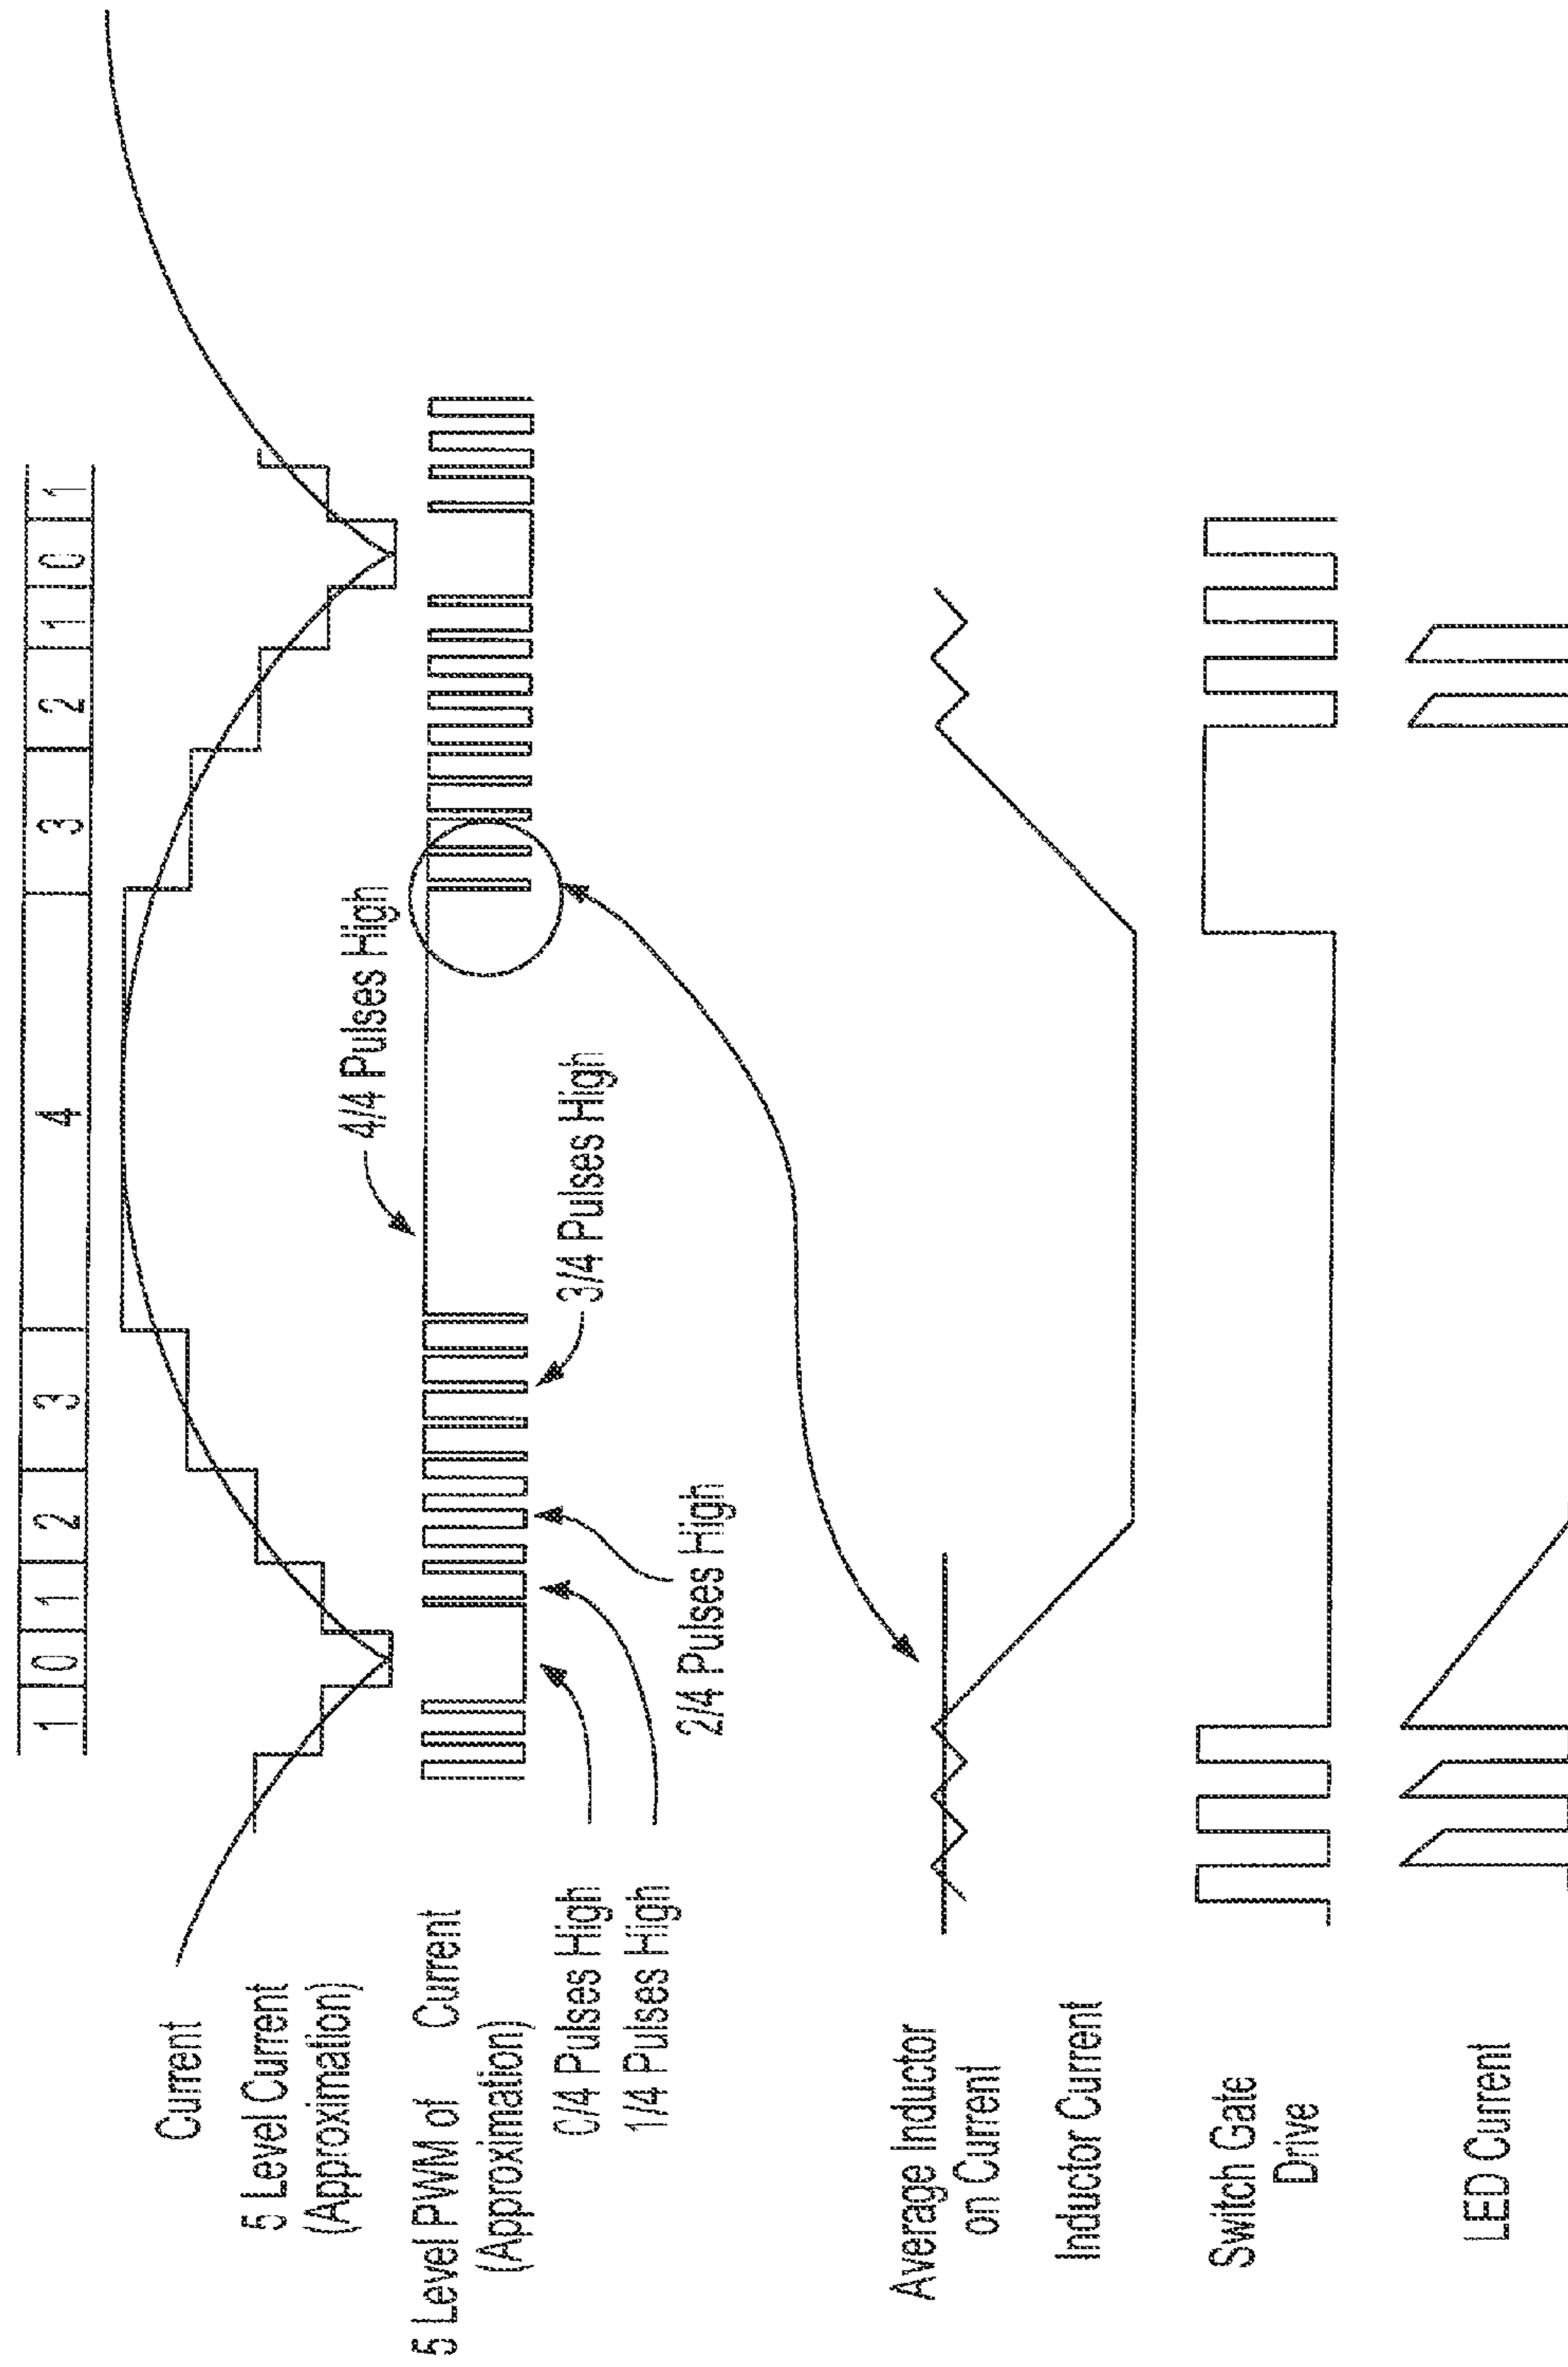 1 0 1 2 3 4 3 2 1 0 1
Current
5 Level Current
(Approximation)
4/4 Pulses High
5 Level PWM of Current
(Approximation)
3/4 Pulses High
0/4 Pulses High
1/4 Pulses High
2/4 Pulses High
Average Inductor
on Current
Inductor Current
Switch Gate
Drive
LED Current